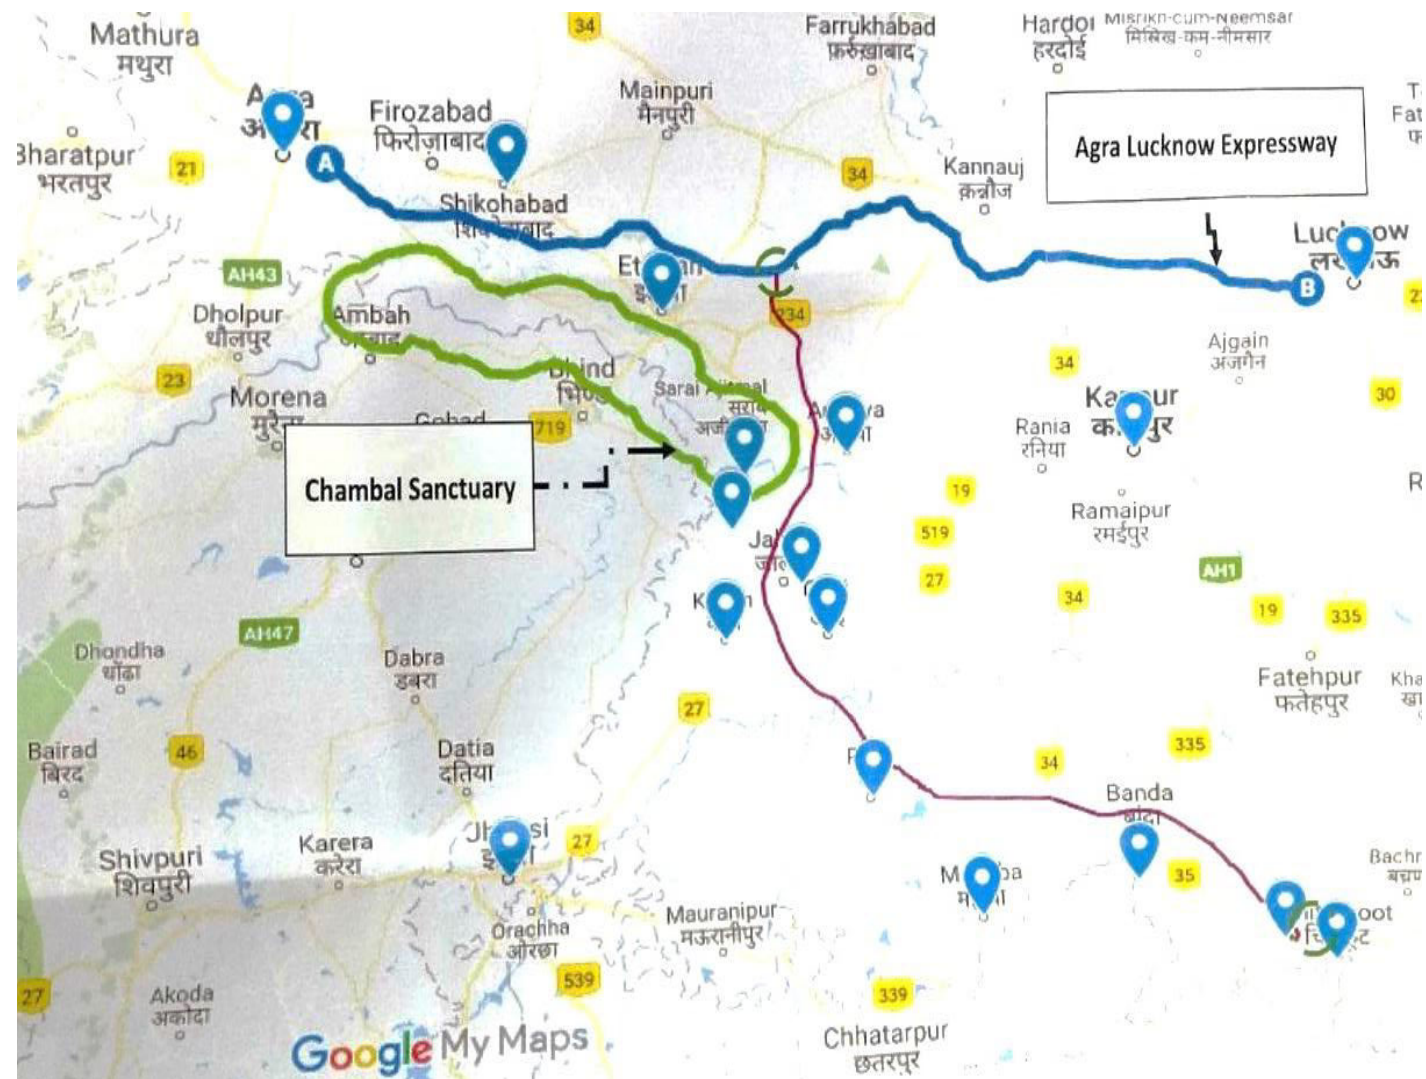 Mathura
मथुरा
34
Farrukhabad
फ़र्रुख़ाबाद
Hardoi
हरदोई
Misrikh-cum-Neemsar
मिस्रिख-कम-नीमसार
Mainpuri
मैनपुरी
Firozabad
फिरोज़ाबाद
A
Bharatpur
भरतपुर
21
34
Kannauj
क़न्नौज
Agra Lucknow Expressway
Shikohabad
AH43
B
Dholpur
धौलपुर
Ambah
234
Ajgain
अजगैन
34
23
30
Morena
Bhind
719
Rania
रनिया
Chambal Sanctuary
19
Ramaipur
रमईपुर
519
27
AH1
34
19
335
AH47
Dhondha
धोंढा
Dabra
डबरा
Fatehpur
फतेहपुर
27
46
Bairad
बिरद
Datia
दतिया
335
34
Banda
बांदा
27
Karera
करेरा
Shivpuri
शिवपुरी
35
Mauranipur
मऊरानीपुर
Orachha
ओरछा
27
Akoda
अकोदा
539
339
Google My Maps
Chhatarpur
छतरपुर